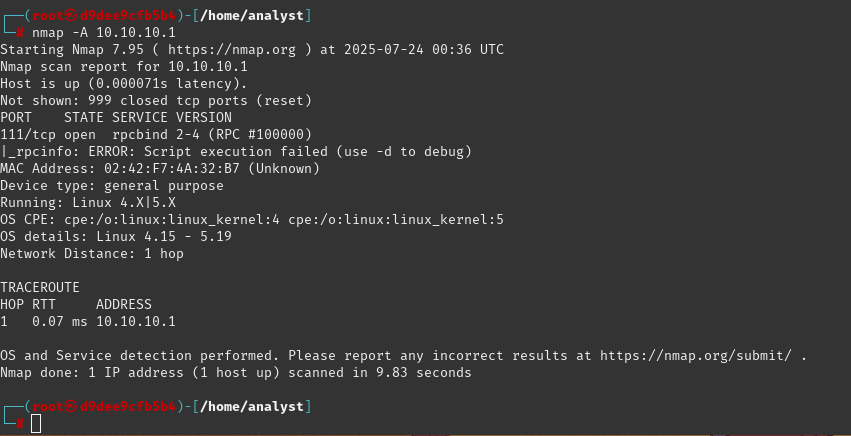 ┌──(root㉿d9dee9cfb5b4)-[/home/analyst]
└─# nmap -A 10.10.10.1
Starting Nmap 7.95 ( https://nmap.org ) at 2025-07-24 00:36 UTC
Nmap scan report for 10.10.10.1
Host is up (0.000071s latency).
Not shown: 999 closed tcp ports (reset)
PORT    STATE SERVICE VERSION
111/tcp open  rpcbind 2-4 (RPC #100000)
|_rpcinfo: ERROR: Script execution failed (use -d to debug)
MAC Address: 02:42:F7:4A:32:B7 (Unknown)
Device type: general purpose
Running: Linux 4.X|5.X
OS CPE: cpe:/o:linux:linux_kernel:4 cpe:/o:linux:linux_kernel:5
OS details: Linux 4.15 - 5.19
Network Distance: 1 hop

TRACEROUTE
HOP RTT     ADDRESS
1   0.07 ms 10.10.10.1

OS and Service detection performed. Please report any incorrect results at https://nmap.org/submit/ .
Nmap done: 1 IP address (1 host up) scanned in 9.83 seconds

┌──(root㉿d9dee9cfb5b4)-[/home/analyst]
└─#